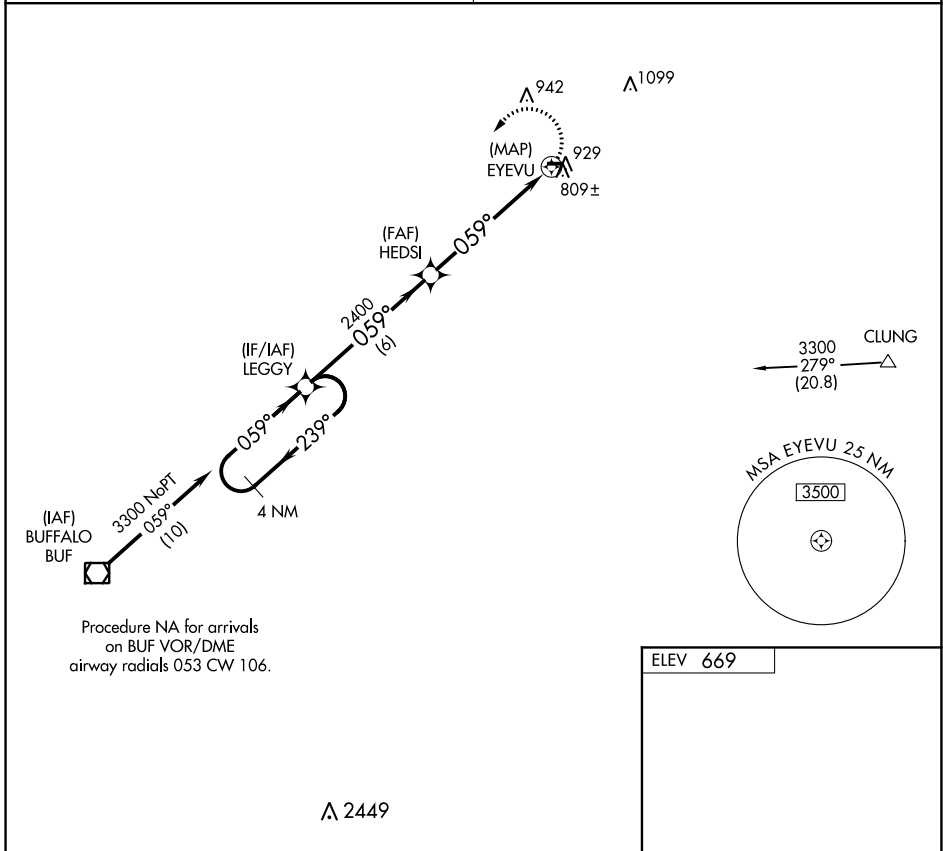 942
1099
(MAP)
EYEVU
929
809±
(FAF)
HEDSI
059°
2400
059°
(6)
(IF/IAF)
LEGGY
CLUNG
3300
279°
(20.8)
059°
239°
4 NM
MSA EYEVU 25 NM
3500
3300 NoPT
059°
(10)
(IAF)
BUFFALO
BUF
Procedure NA for arrivals
on BUF VOR/DME
airway radials 053 CW 106.
ELEV 669
2449